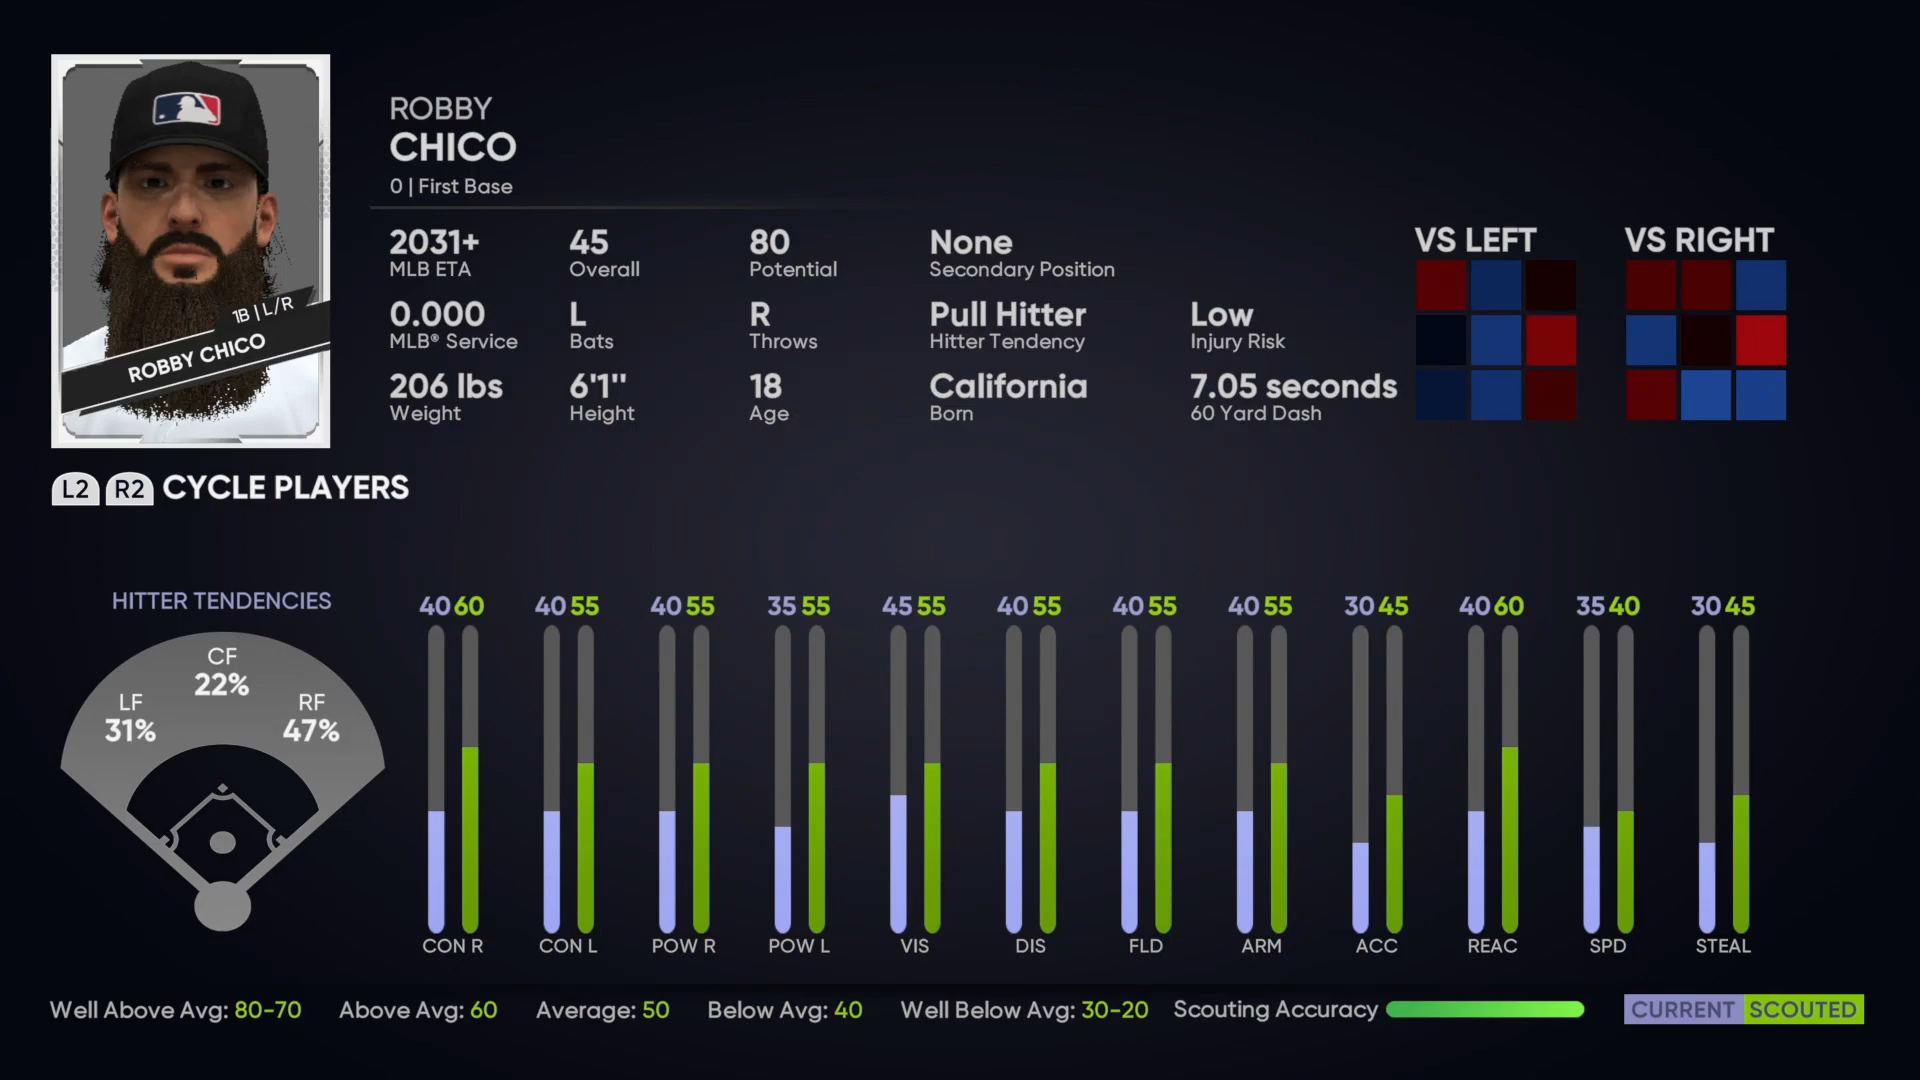 ROBBY
CHICO
0 | First Base
1B | L/R
ROBBY CHICO
2031+ 45 80 None
MLB ETA Overall Potential Secondary Position
0.000 L R Pull Hitter Low
MLB® Service Bats Throws Hitter Tendency Injury Risk
206 lbs 6'1'' 18 California 7.05 seconds
Weight Height Age Born 60 Yard Dash
VS LEFT VS RIGHT
L2 R2 CYCLE PLAYERS
HITTER TENDENCIES
CF
22%
LF RF
31% 47%
40 60 40 55 40 55 35 55 45 55 40 55 40 55 40 55 30 45 40 60 35 40 30 45
CON R CON L POW R POW L VIS DIS FLD ARM ACC REAC SPD STEAL
Well Above Avg: 80-70 Above Avg: 60 Average: 50 Below Avg: 40 Well Below Avg: 30-20 Scouting Accuracy CURRENT SCOUTED